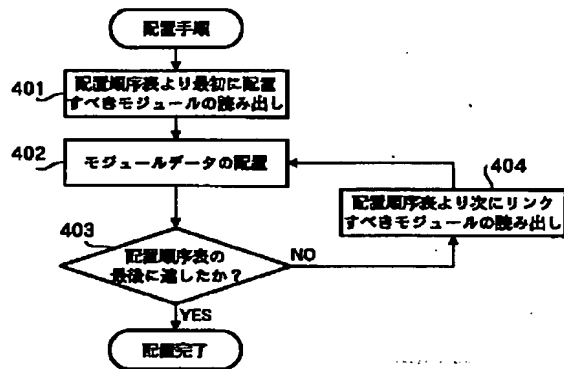 配置手順
401
配置順序表より最初に配置
すべきモジュールの読み出し
402
モジュールデータの配置
404
配置順序表より次にリンク
すべきモジュールの読み出し
403
配置順序表の
最後に達したか？
NO
YES
配置完了